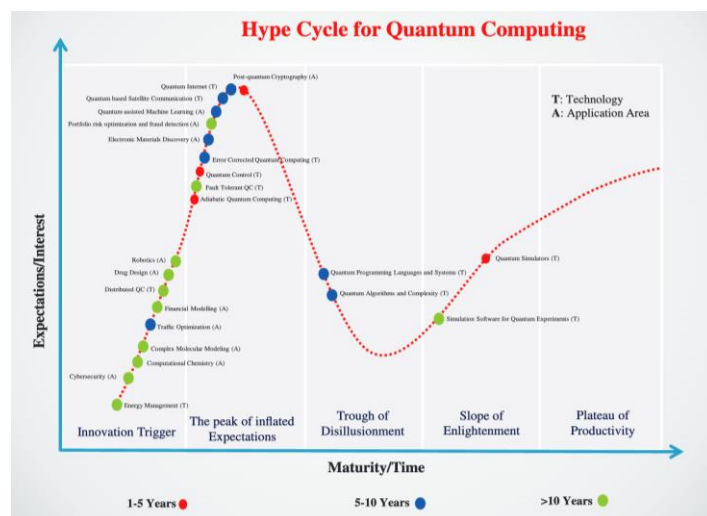 Hype Cycle for Quantum Computing
Post-quantum Cryptography (A)
Quantum Internet (T)
Quantum based Satellite Communication (T)
Quantum-assisted Machine Learning (A)
Portfolio risk optimization and fraud detection (A)
Electronic Materials Discovery (A)
Error Corrected Quantum Computing (T)
Quantum Control (T)
Fault Tolerant QC (T)
Adiabatic Quantum Computing (T)
T: Technology
A: Application Area
Robotics (A)
Drug Design (A)
Distributed QC (T)
Financial Modelling (A)
Traffic Optimization (A)
Complex Molecular Modeling (A)
Computational Chemistry (A)
Cybersecurity (A)
Energy Management (T)
Quantum Programming Languages and Systems (T)
Quantum Algorithms and Complexity (T)
Quantum Simulators (T)
Simulation Software for Quantum Experiments (T)
Expectations/Interest
Innovation Trigger
The peak of inflated
Expectations
Trough of
Disillusionment
Slope of
Enlightenment
Plateau of
Productivity
Maturity/Time
1-5 Years
5-10 Years
>10 Years